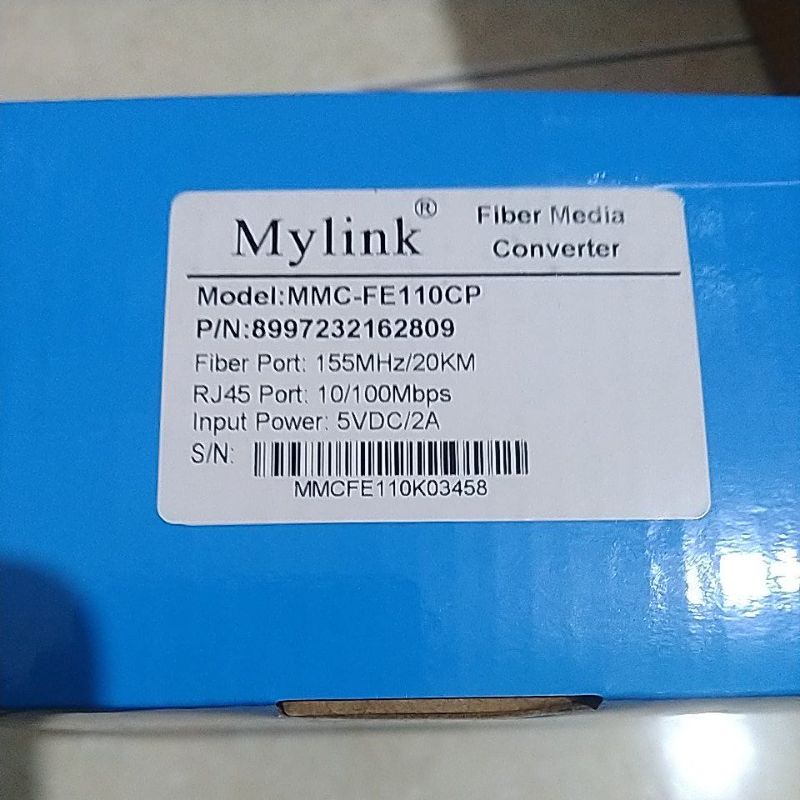 Mylink® Fiber Media
Converter
Model:MMC-FE110CP
P/N:8997232162809
Fiber Port: 155MHz/20KM
RJ45 Port: 10/100Mbps
Input Power: 5VDC/2A
S/N:
MMCFE110K03458